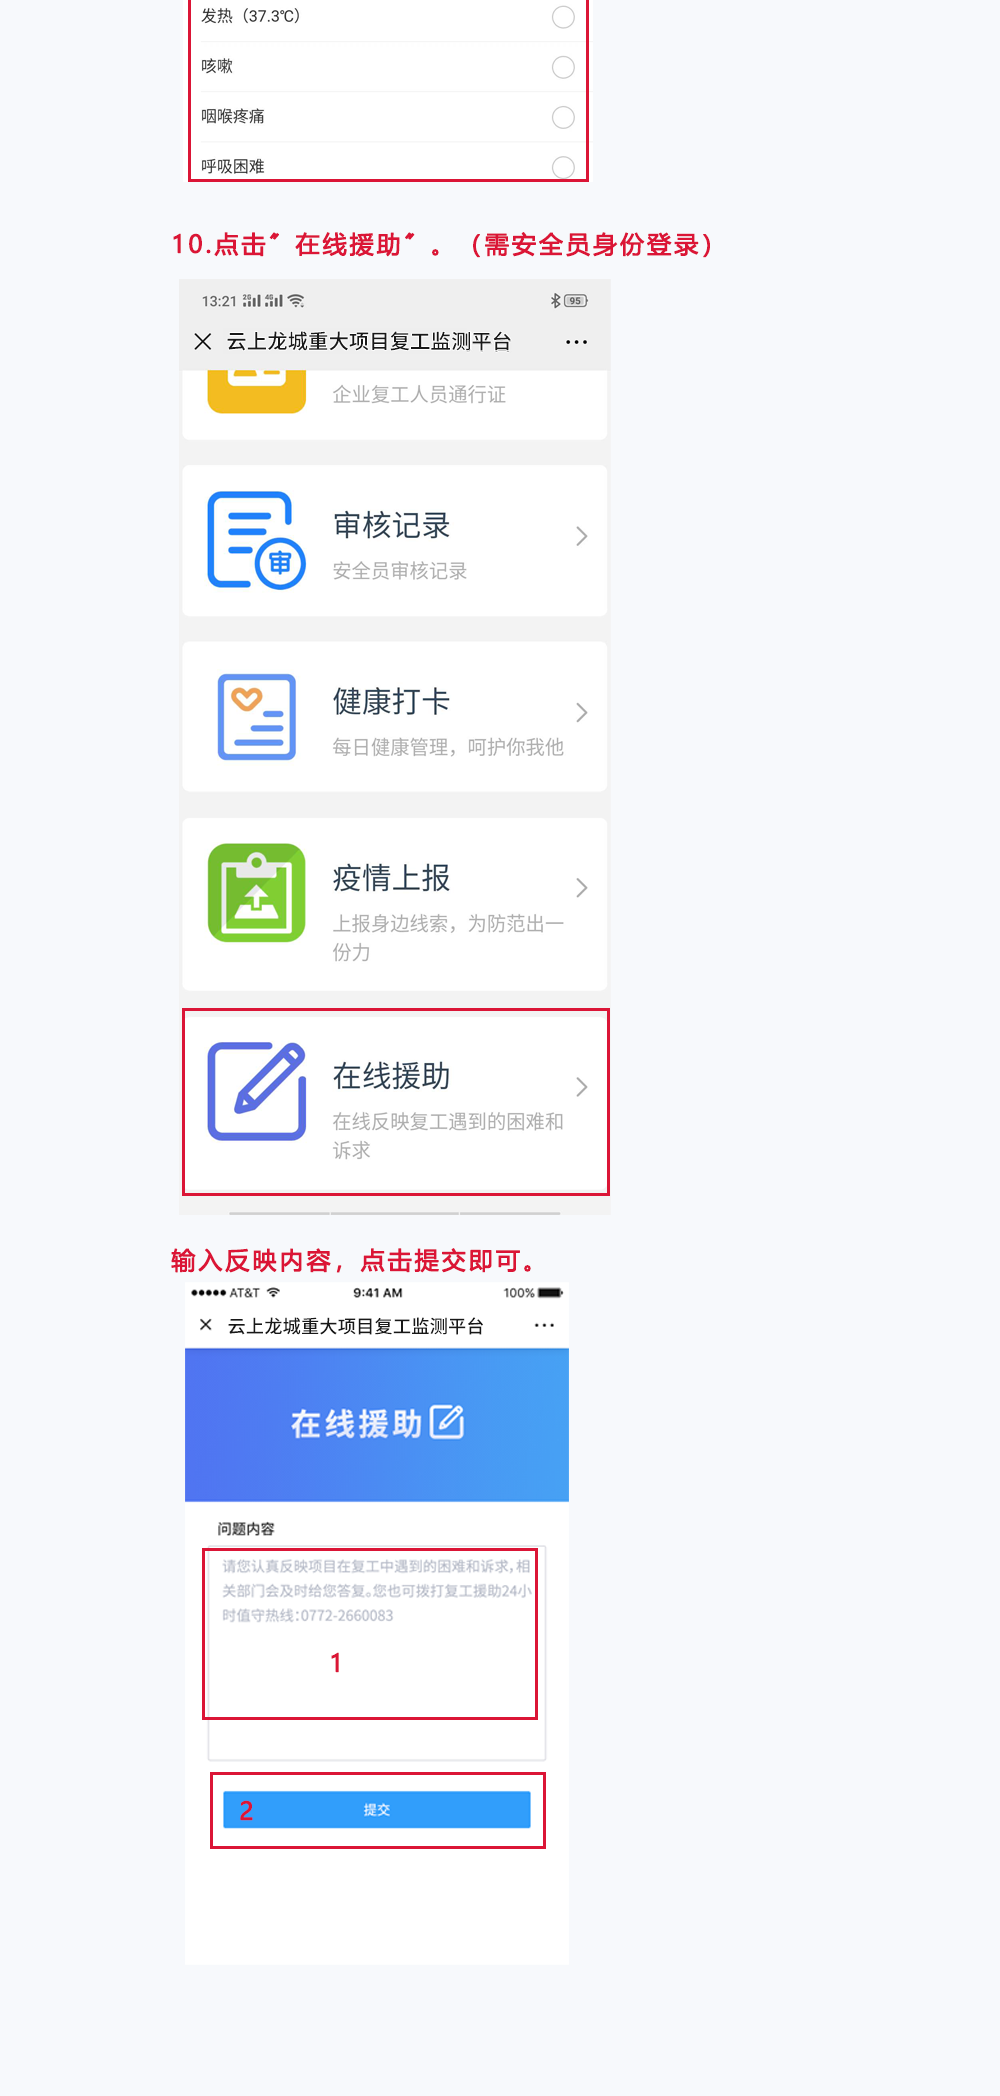 发热（37.3℃）
咳嗽
咽喉疼痛
呼吸困难
10.点击"在线援助"。（需安全员身份登录）
13:21 2G 4G 95
× 云上龙城重大项目复工监测平台 ···
企业复工人员通行证
审核记录
审
安全员审核记录
健康打卡
每日健康管理，呵护你我他
疫情上报
上报身边线索，为防范出一
份力
在线援助
在线反映复工遇到的困难和
诉求
输入反映内容，点击提交即可。
AT&T 9:41 AM 100%
× 云上龙城重大项目复工监测平台 ···
在线援助
问题内容
请您认真反映项目在复工中遇到的困难和诉求，相
关部门会及时给您答复。您也可拨打复工援助24小
时值守热线：0772-2660083
1
2 提交